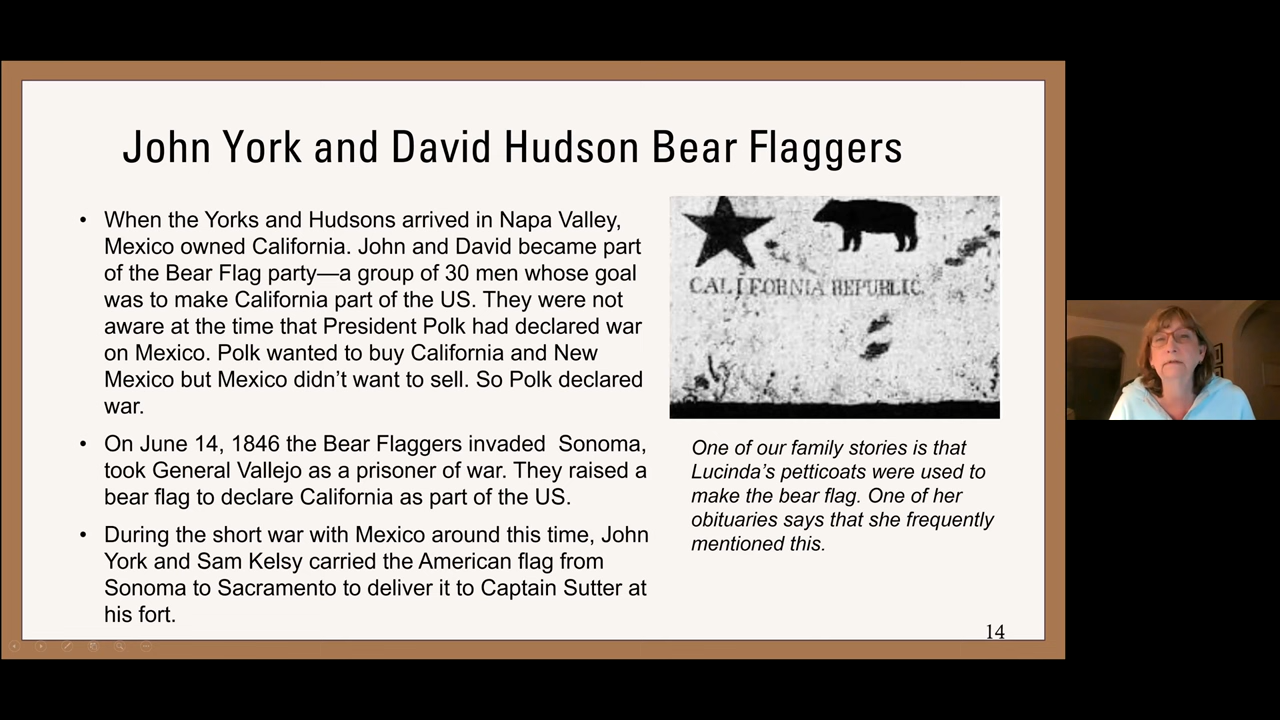 John York and David Hudson Bear Flaggers
• When the Yorks and Hudsons arrived in Napa Valley,
Mexico owned California. John and David became part
of the Bear Flag party—a group of 30 men whose goal
was to make California part of the US. They were not
aware at the time that President Polk had declared war
on Mexico. Polk wanted to buy California and New
Mexico but Mexico didn’t want to sell. So Polk declared
war.
• On June 14, 1846 the Bear Flaggers invaded  Sonoma,
took General Vallejo as a prisoner of war. They raised a
bear flag to declare California as part of the US.
• During the short war with Mexico around this time, John
York and Sam Kelsy carried the American flag from
Sonoma to Sacramento to deliver it to Captain Sutter at
his fort.
CALIFORNIA REPUBLIC
One of our family stories is that
Lucinda’s petticoats were used to
make the bear flag. One of her
obituaries says that she frequently
mentioned this.
14